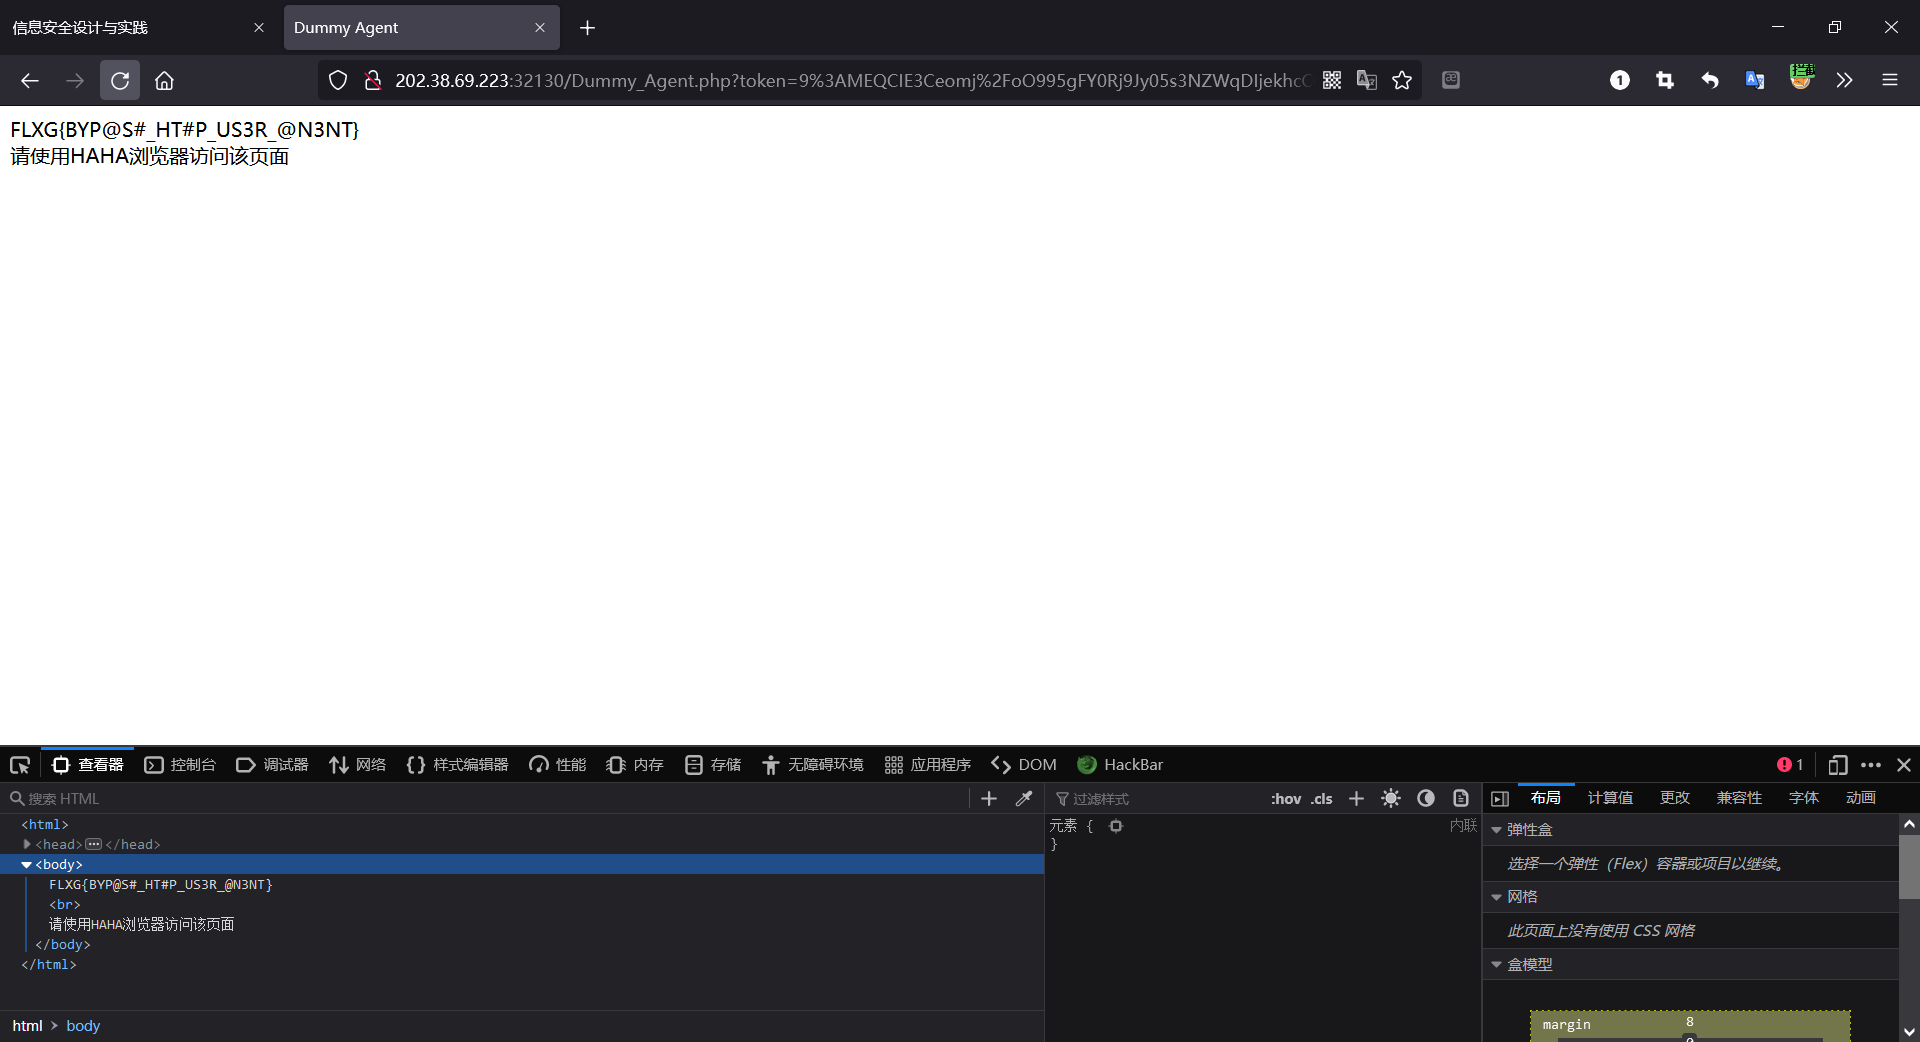 信息安全设计与实践
Dummy Agent
202.38.69.223:32130/Dummy_Agent.php?token=9%3AMEQCIE3Ceomj%2FoO995gFY0Rj9Jy05s3NZWqDIjekhc
1
FLXG{BYP@S#_HT#P_US3R_@N3NT}
请使用HAHA浏览器访问该页面
查看器 控制台 调试器 网络 样式编辑器 性能 内存 存储 无障碍环境 应用程序 DOM HackBar 1
搜索 HTML
过滤样式 :hov .cls
布局 计算值 更改 兼容性 字体 动画
<html>
<head> </head>
<body>
FLXG{BYP@S#_HT#P_US3R_@N3NT}
<br>
请使用HAHA浏览器访问该页面
</body>
</html>
html body
元素 { 内联
}
弹性盒
选择一个弹性（Flex）容器或项目以继续。
网格
此页面上没有使用 CSS 网格
盒模型
margin 8